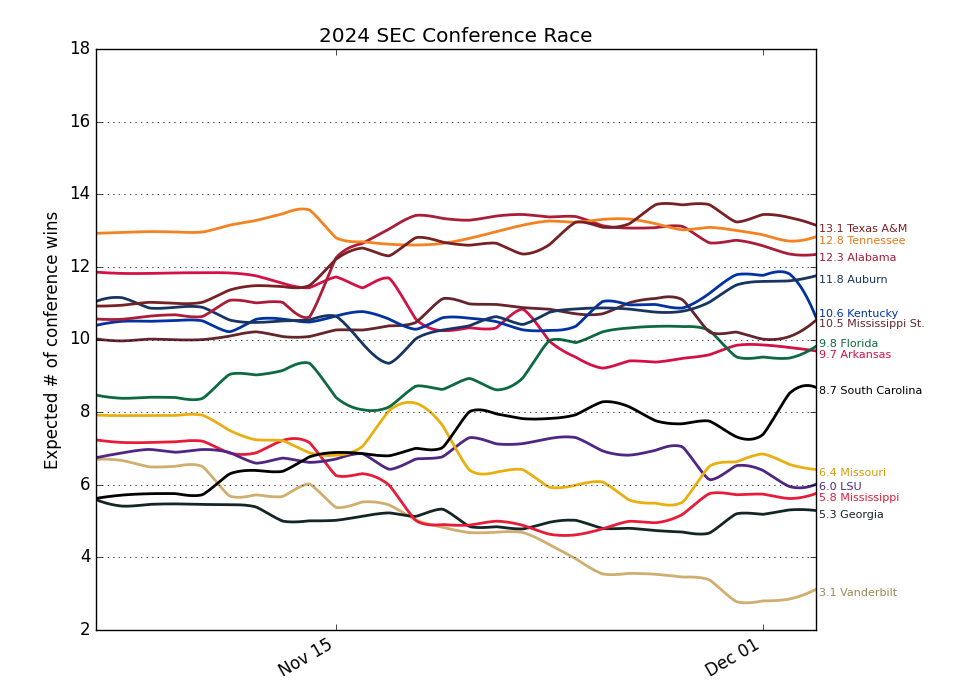 2024 SEC Conference Race
Expected # of conference wins
18
16
14
12
10
8
6
4
2
13.1 Texas A&M
12.8 Tennessee
12.3 Alabama
11.8 Auburn
10.6 Kentucky
10.5 Mississippi St.
9.8 Florida
9.7 Arkansas
8.7 South Carolina
6.4 Missouri
6.0 LSU
5.8 Mississippi
5.3 Georgia
3.1 Vanderbilt
Nov 15
Dec 01